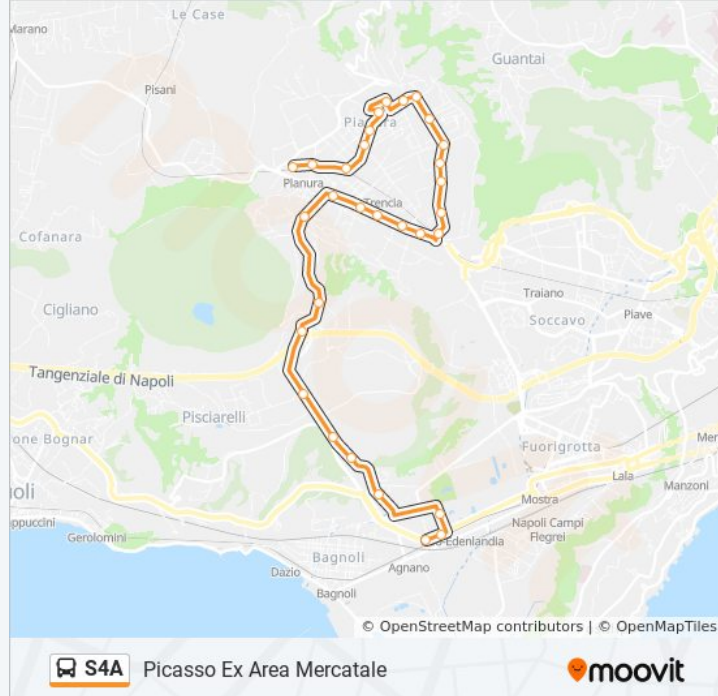 Le Case
Marano
Guantai
Pisani
Pianura
Pianura
Trencia
Cofanara
Traiano
Cigliano
Soccavo
Piave
Tangenziale di Napoli
Pisciarelli
one Bognar
Fuorigrotta
Mer
Lala
oli
Mostra
Manzoni
appuccini
Napoli Campi
Flegrei
Gerolomini
Edenlandia
Bagnoli
Agnano
Dazio
Bagnoli
© OpenStreetMap contributors | © OpenMapTiles
S4A Picasso Ex Area Mercatale
moovit